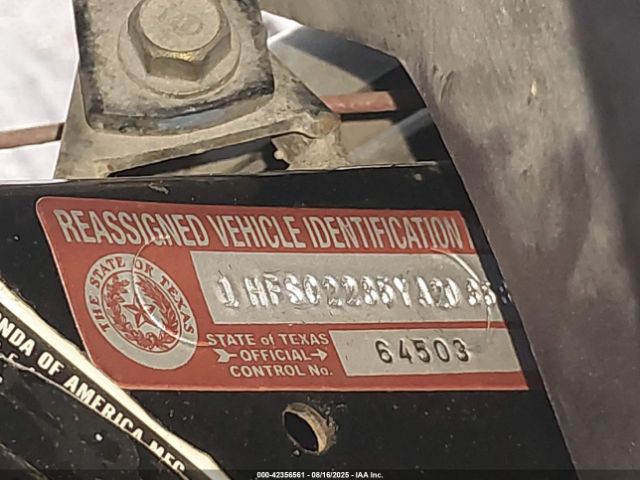 REASSIGNED VEHICLE IDENTIFICATION
THE STATE OF TEXAS
STATE of TEXAS
OFFICIAL
CONTROL No.
64503
NDA OF AMERICA MFG
000-42356561 - 08/16/2025 - IAA Inc.